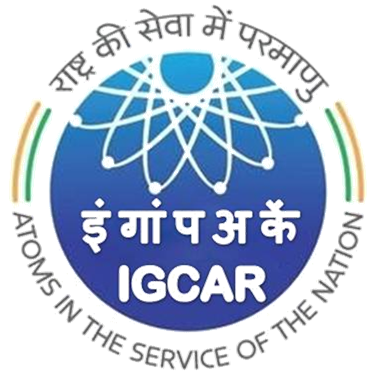 राष्ट्र की सेवा में परमाणु
इं गां प अ कें
IGCAR
ATOMS IN THE SERVICE OF THE NATION